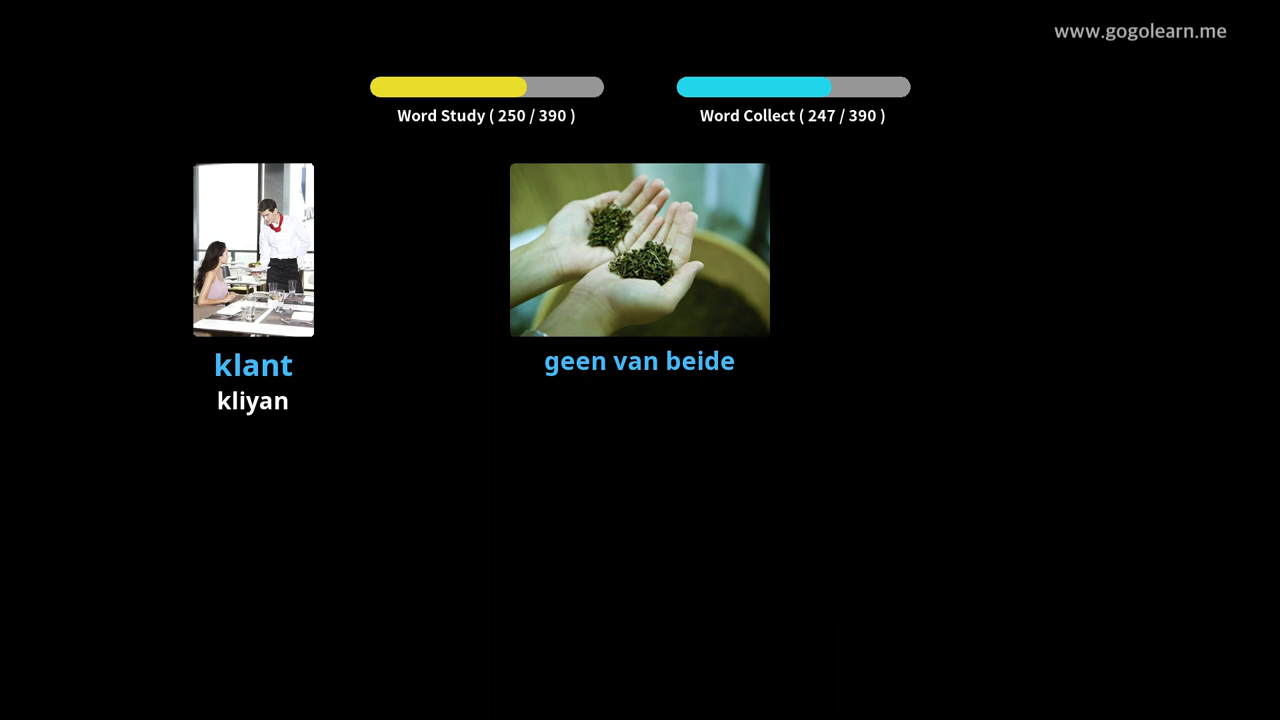 www.gogolearn.me
Word Study ( 250 / 390 )
Word Collect ( 247 / 390 )
klant
kliyan
geen van beide